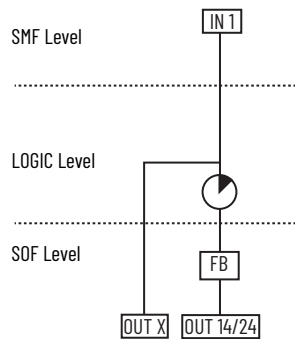 IN 1
SMF Level
LOGIC Level
SOF Level
FB
OUT X
OUT 14/24